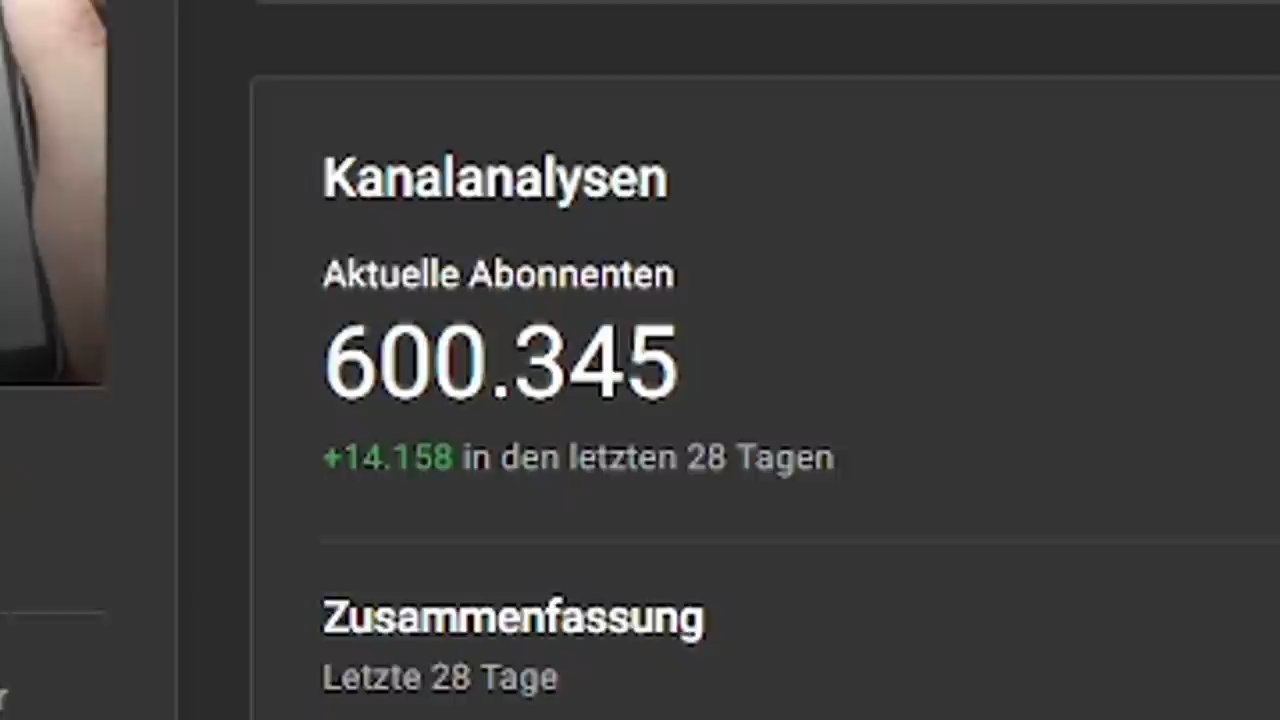 Kanalanalysen
Aktuelle Abonnenten
600.345
+14.158 in den letzten 28 Tagen
Zusammenfassung
Letzte 28 Tage